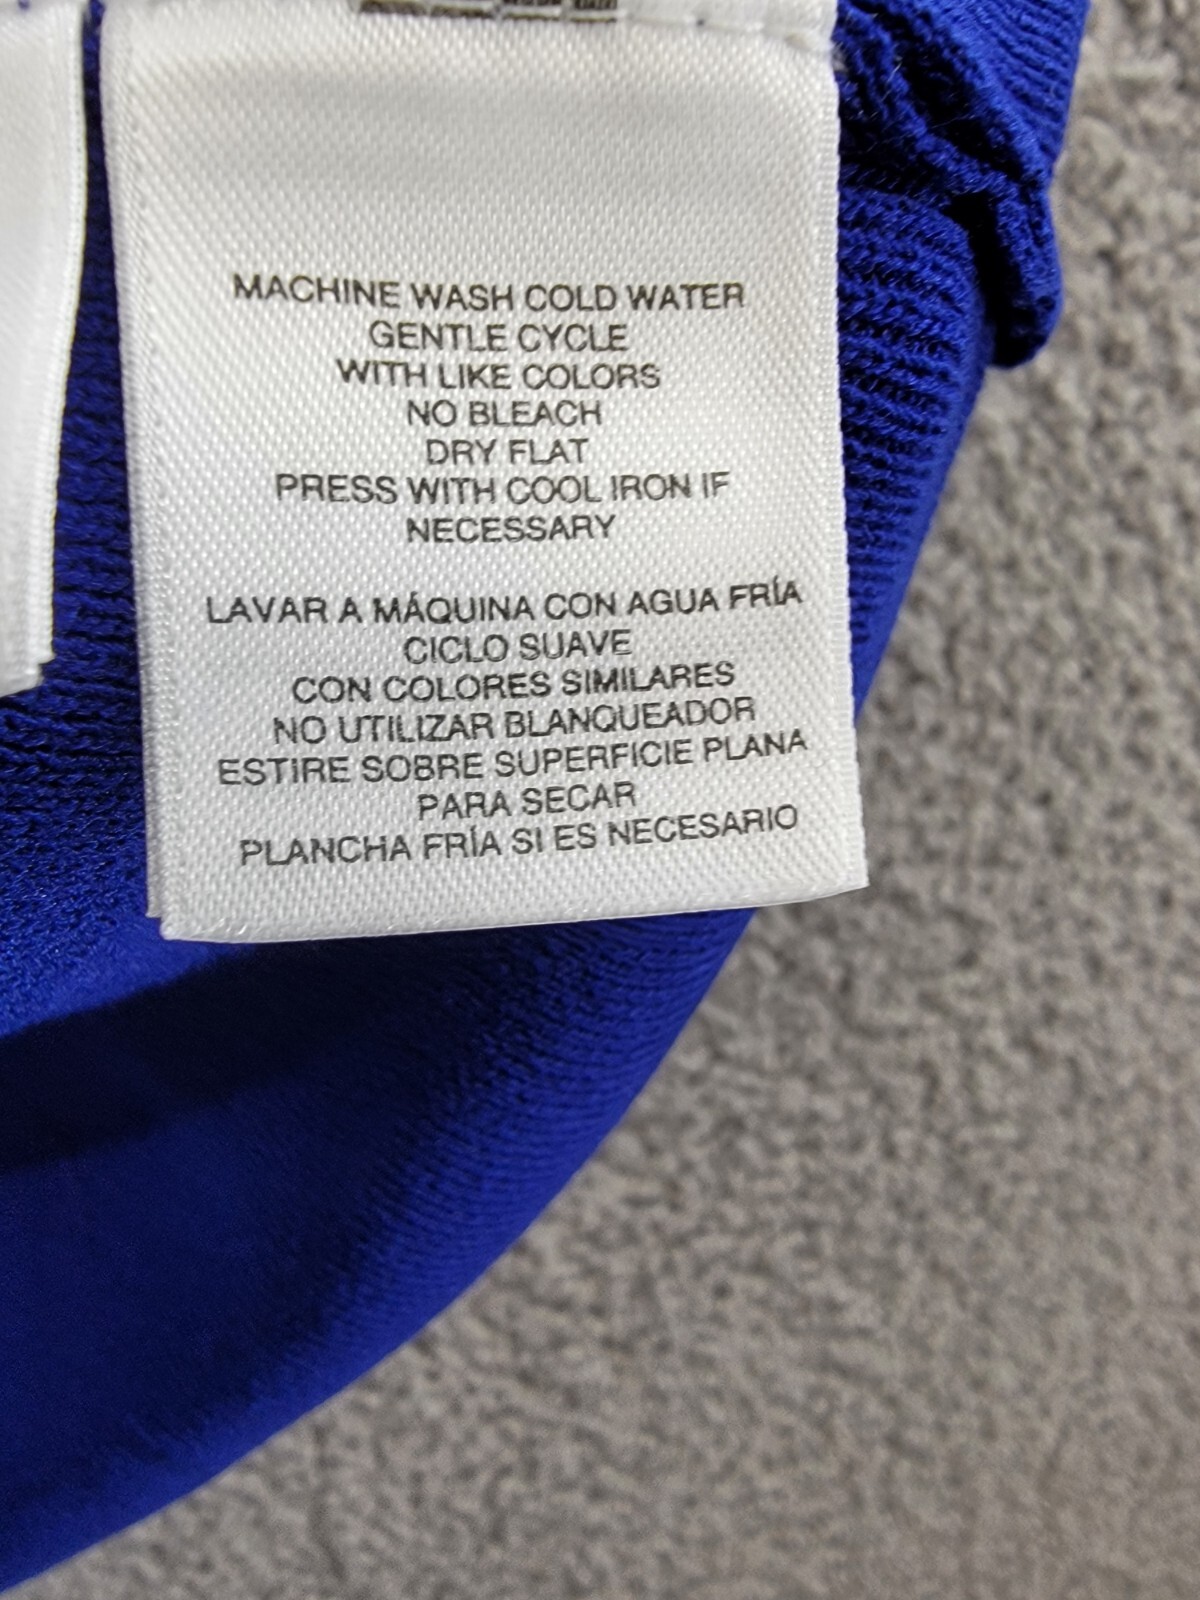 MACHINE WASH COLD WATER
GENTLE CYCLE
WITH LIKE COLORS
NO BLEACH
DRY FLAT
PRESS WITH COOL IRON IF
NECESSARY
LAVAR A MÁQUINA CON AGUA FRÍA
CICLO SUAVE
CON COLORES SIMILARES
NO UTILIZAR BLANQUEADOR
ESTIRE SOBRE SUPERFICIE PLANA
PARA SECAR
PLANCHA FRÍA SI ES NECESARIO